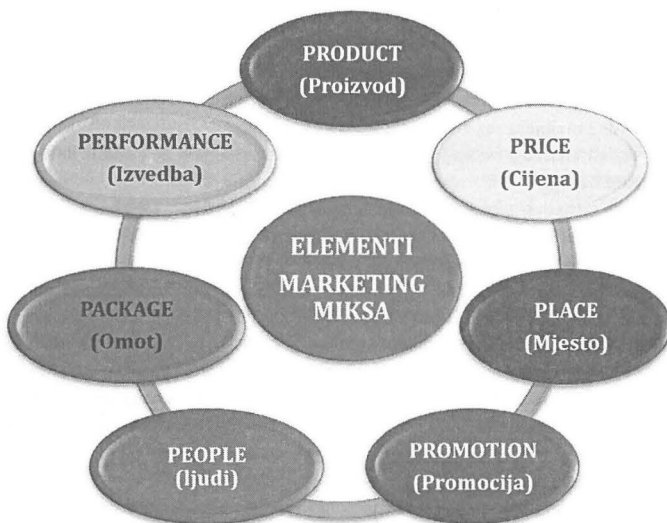 PRODUCT
(Proizvod)
PRICE
(Cijena)
PLACE
(Mjesto)
PROMOTION
(Promocija)
PEOPLE
(ljudi)
PACKAGE
(Omot)
PERFORMANCE
(Izvedba)
ELEMENTI
MARKETING
MIKSA